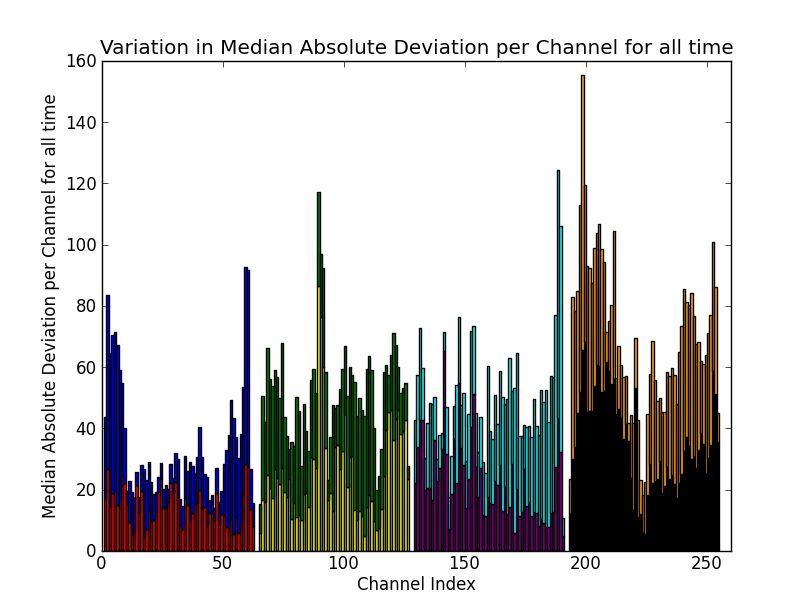 Variation in Median Absolute Deviation per Channel for all time
Median Absolute Deviation per Channel for all time
160
140
120
100
80
60
40
20
0
0 50 100 150 200 250
Channel Index